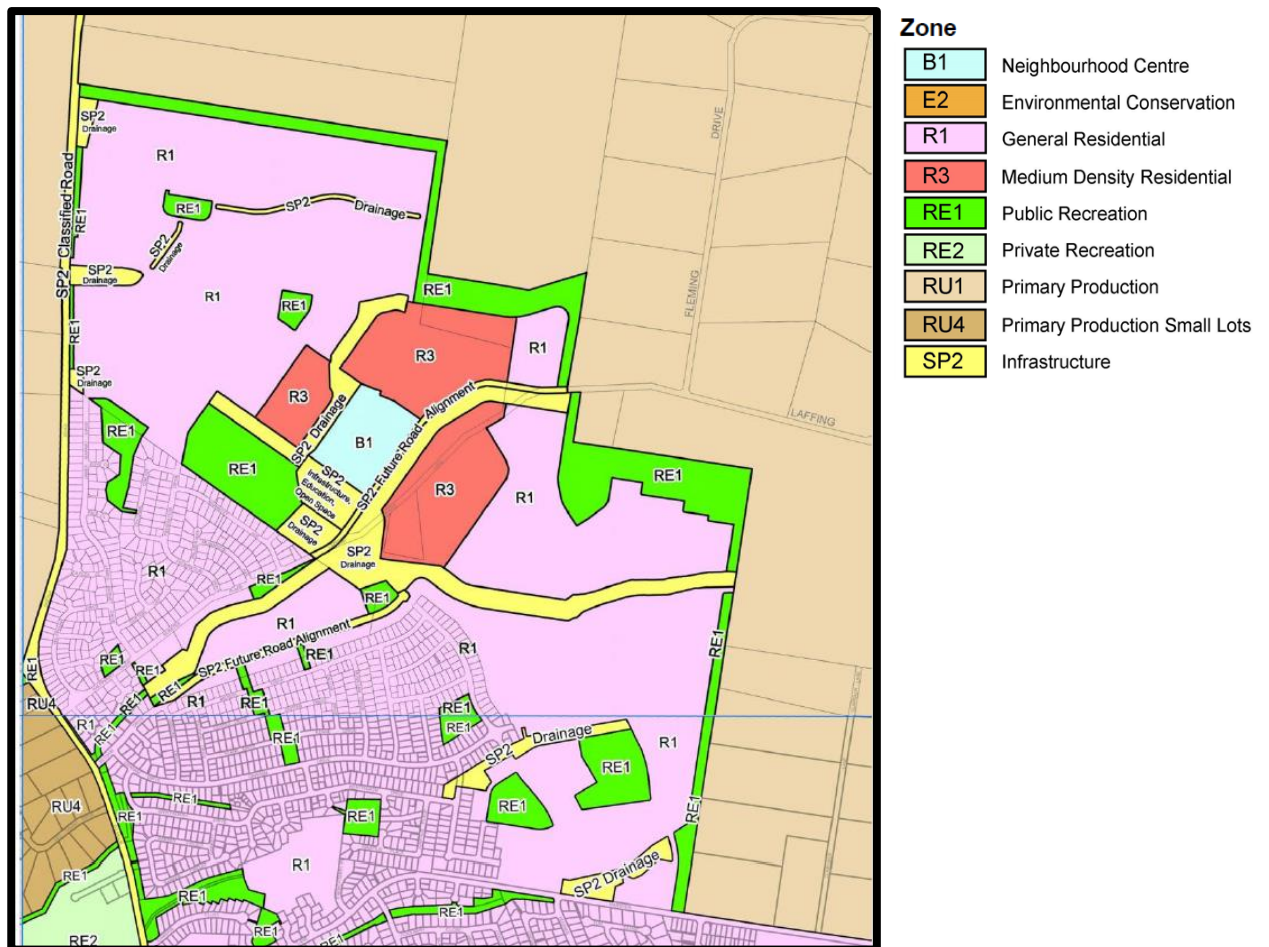 Zone
B1 Neighbourhood Centre
E2 Environmental Conservation
R1 General Residential
R3 Medium Density Residential
RE1 Public Recreation
RE2 Private Recreation
RU1 Primary Production
RU4 Primary Production Small Lots
SP2 Infrastructure
SP2
Drainage
R1
SP2 Classified Road
RE1
RE1
SP2 Drainage
SP2
Drainage
SP2
Drainage
R1
RE1
RE1
RE1
DRIVE
FLEMING
LAFFING
SP2
Drainage
R3
R1
R3
SP2 Drainage
B1
SP2 Future Road Alignment
RE1
RE1
SP2
Infrastructure,
Education,
Open Space
SP2
Drainage
R3
R1
RE1
SP2
Drainage
R1
RE1
RE1
R1
SP2 Future Road Alignment
RE1
R1
RE1
RE1
RE1
RE1
RE1
RE1
RU4
R1
RE1
R1
RE1
RE1
RE1
RE1
SP2 Drainage
R1
RE1
RE1
RE1
RE1
RU4
RE1
RE1
R1
SP2 Drainage
RE1
RE1
RE1
RE1
RE1
RE2